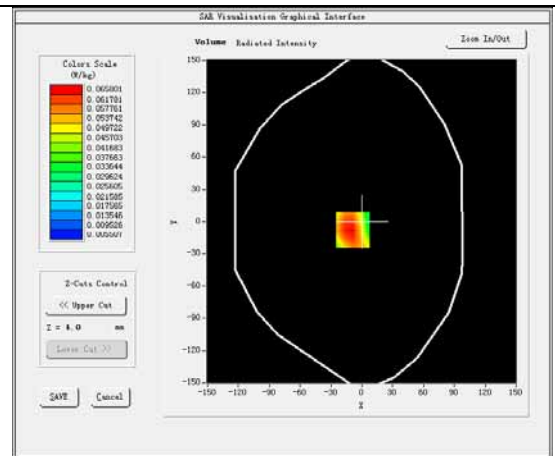 SAR Visualisation Graphical Interface
Volume Radiated Intensity
Zoom In/Out
Colors Scale
(W/kg)
0.065801
0.061781
0.057761
0.053742
0.049722
0.045703
0.041683
0.037663
0.033644
0.029624
0.025605
0.021585
0.017565
0.013546
0.009526
0.005507
150
120
90
60
30
0
-30
-60
-90
-120
-150
Y
-150 -120 -90 -60 -30 0 30 60 90 120 150
X
Z-Cuts Control
<< Upper Cut
Z = 4.0 mm
Lower Cut >>
SAVE Cancel